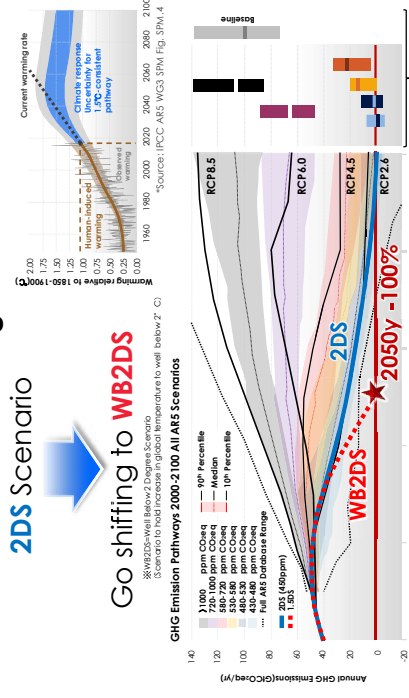 2DS Scenario
Go shifting to WB2DS
※WB2DS=Well Below 2 Degree Scenario
(Scenario to hold increase in global temperature to well below 2°C)
Warming relative to 1850-1900(℃)
2.00
1.75
1.50
1.25
1.00
0.75
0.50
0.25
0.00
Current warming rate
Climate response
Uncertainty for
1.5℃-consistent
pathway
Human-induced
warming
Observed
warming
1960
1980
2000
2020
2040
2060
2080
2100
*Source: IPCC AR5 WG3 SPM Fig. SPM.4
GHG Emission Pathways 2000-2100 All AR5 Scenarios
Annual GHG Emissions(GtCO2eq/yr)
140
120
100
80
60
40
20
0
-20
>1000 ppm CO2eq
720-1000 ppm CO2eq
580-720 ppm CO2eq
530-580 ppm CO2eq
480-530 ppm CO2eq
430-480 ppm CO2eq
Full AR5 Database Range
90th Percentile
Median
10th Percentile
2DS (450ppm)
1.5DS
RCP8.5
RCP6.0
RCP4.5
RCP2.6
2DS
WB2DS
2050y -100%
Baseline